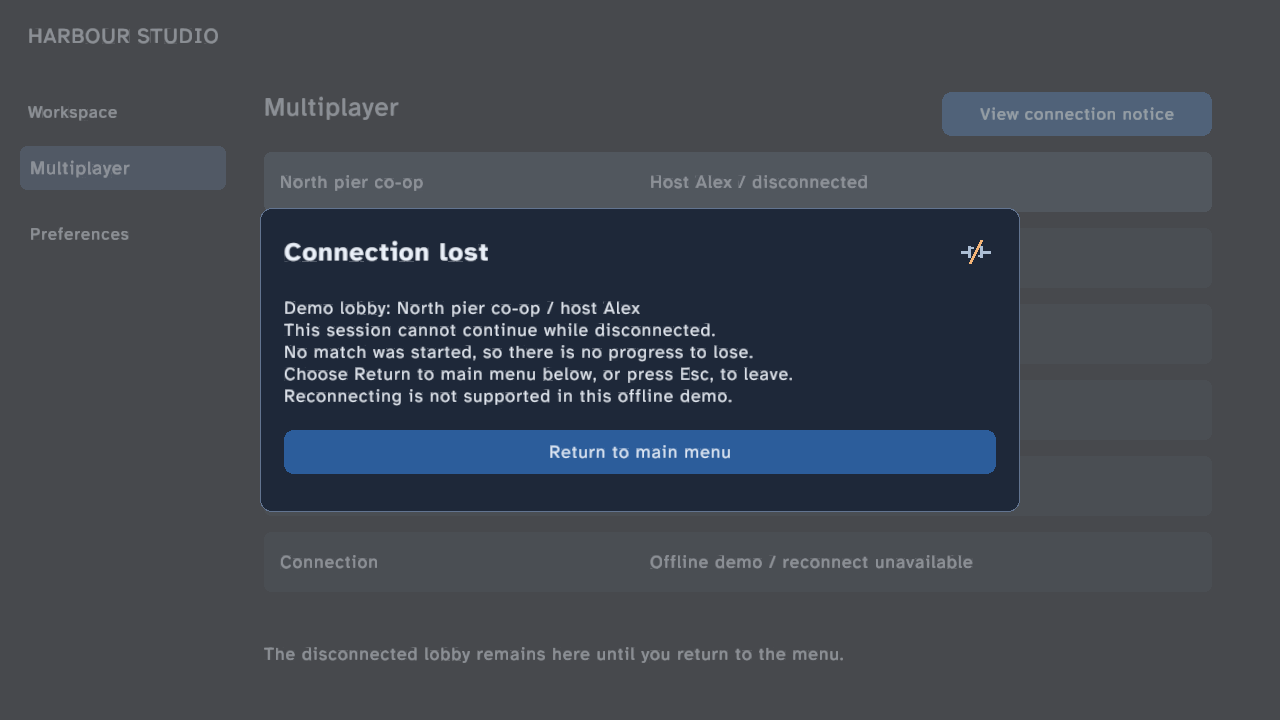 HARBOUR STUDIO
Workspace
Multiplayer
Preferences
Multiplayer
View connection notice
North pier co-op
Host Alex / disconnected
Connection lost
Demo lobby: North pier co-op / host Alex
This session cannot continue while disconnected.
No match was started, so there is no progress to lose.
Choose Return to main menu below, or press Esc, to leave.
Reconnecting is not supported in this offline demo.
Return to main menu
Connection
Offline demo / reconnect unavailable
The disconnected lobby remains here until you return to the menu.